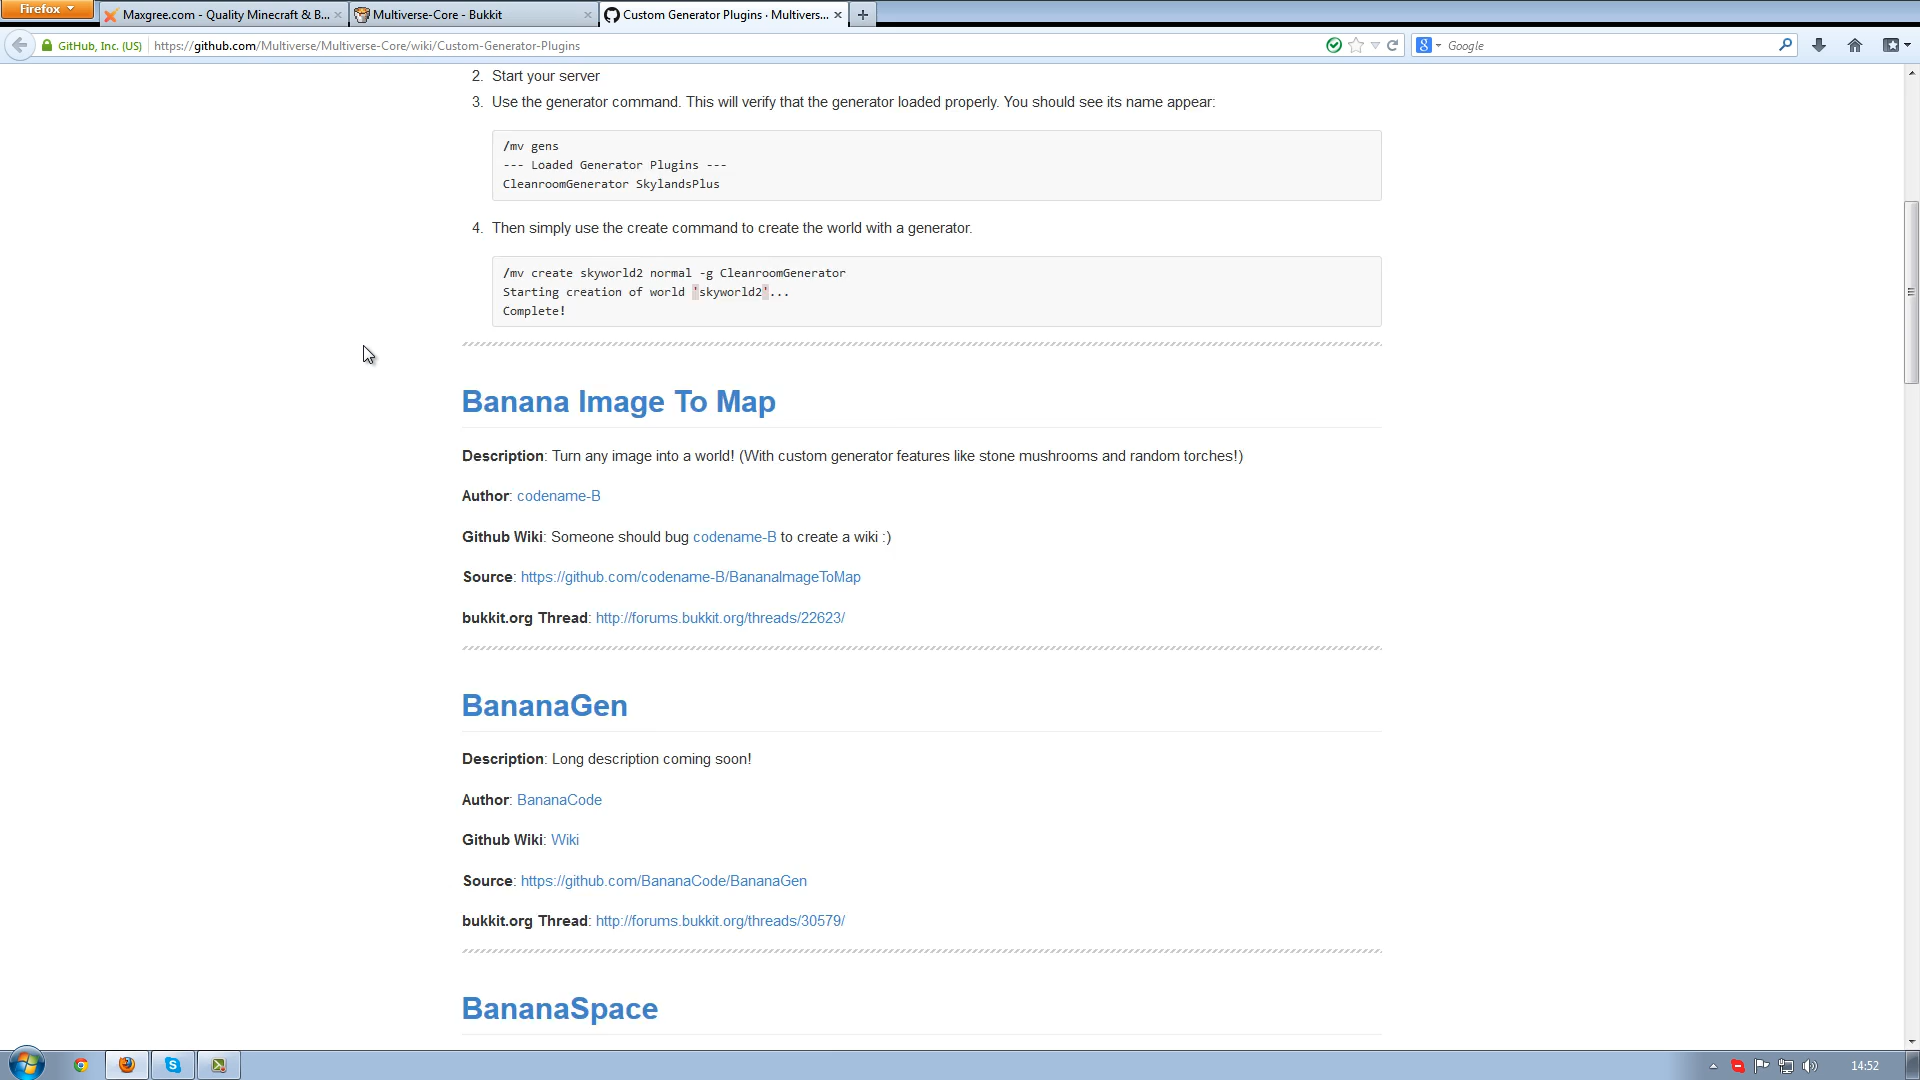 Firefox
Maxgree.com - Quality Minecraft & B...
Multiverse-Core - Bukkit
Custom Generator Plugins · Multivers...
GitHub, Inc. (US)
https://github.com/Multiverse/Multiverse-Core/wiki/Custom-Generator-Plugins
Google
2. Start your server
3. Use the generator command. This will verify that the generator loaded properly. You should see its name appear:
/mv gens
--- Loaded Generator Plugins ---
CleanroomGenerator SkylandsPlus
4. Then simply use the create command to create the world with a generator.
/mv create skyworld2 normal -g CleanroomGenerator
Starting creation of world 'skyworld2'...
Complete!
Banana Image To Map
Description: Turn any image into a world! (With custom generator features like stone mushrooms and random torches!)
Author: codename-B
Github Wiki: Someone should bug codename-B to create a wiki :)
Source: https://github.com/codename-B/BananaImageToMap
bukkit.org Thread: http://forums.bukkit.org/threads/22623/
BananaGen
Description: Long description coming soon!
Author: BananaCode
Github Wiki: Wiki
Source: https://github.com/BananaCode/BananaGen
bukkit.org Thread: http://forums.bukkit.org/threads/30579/
BananaSpace
14:52